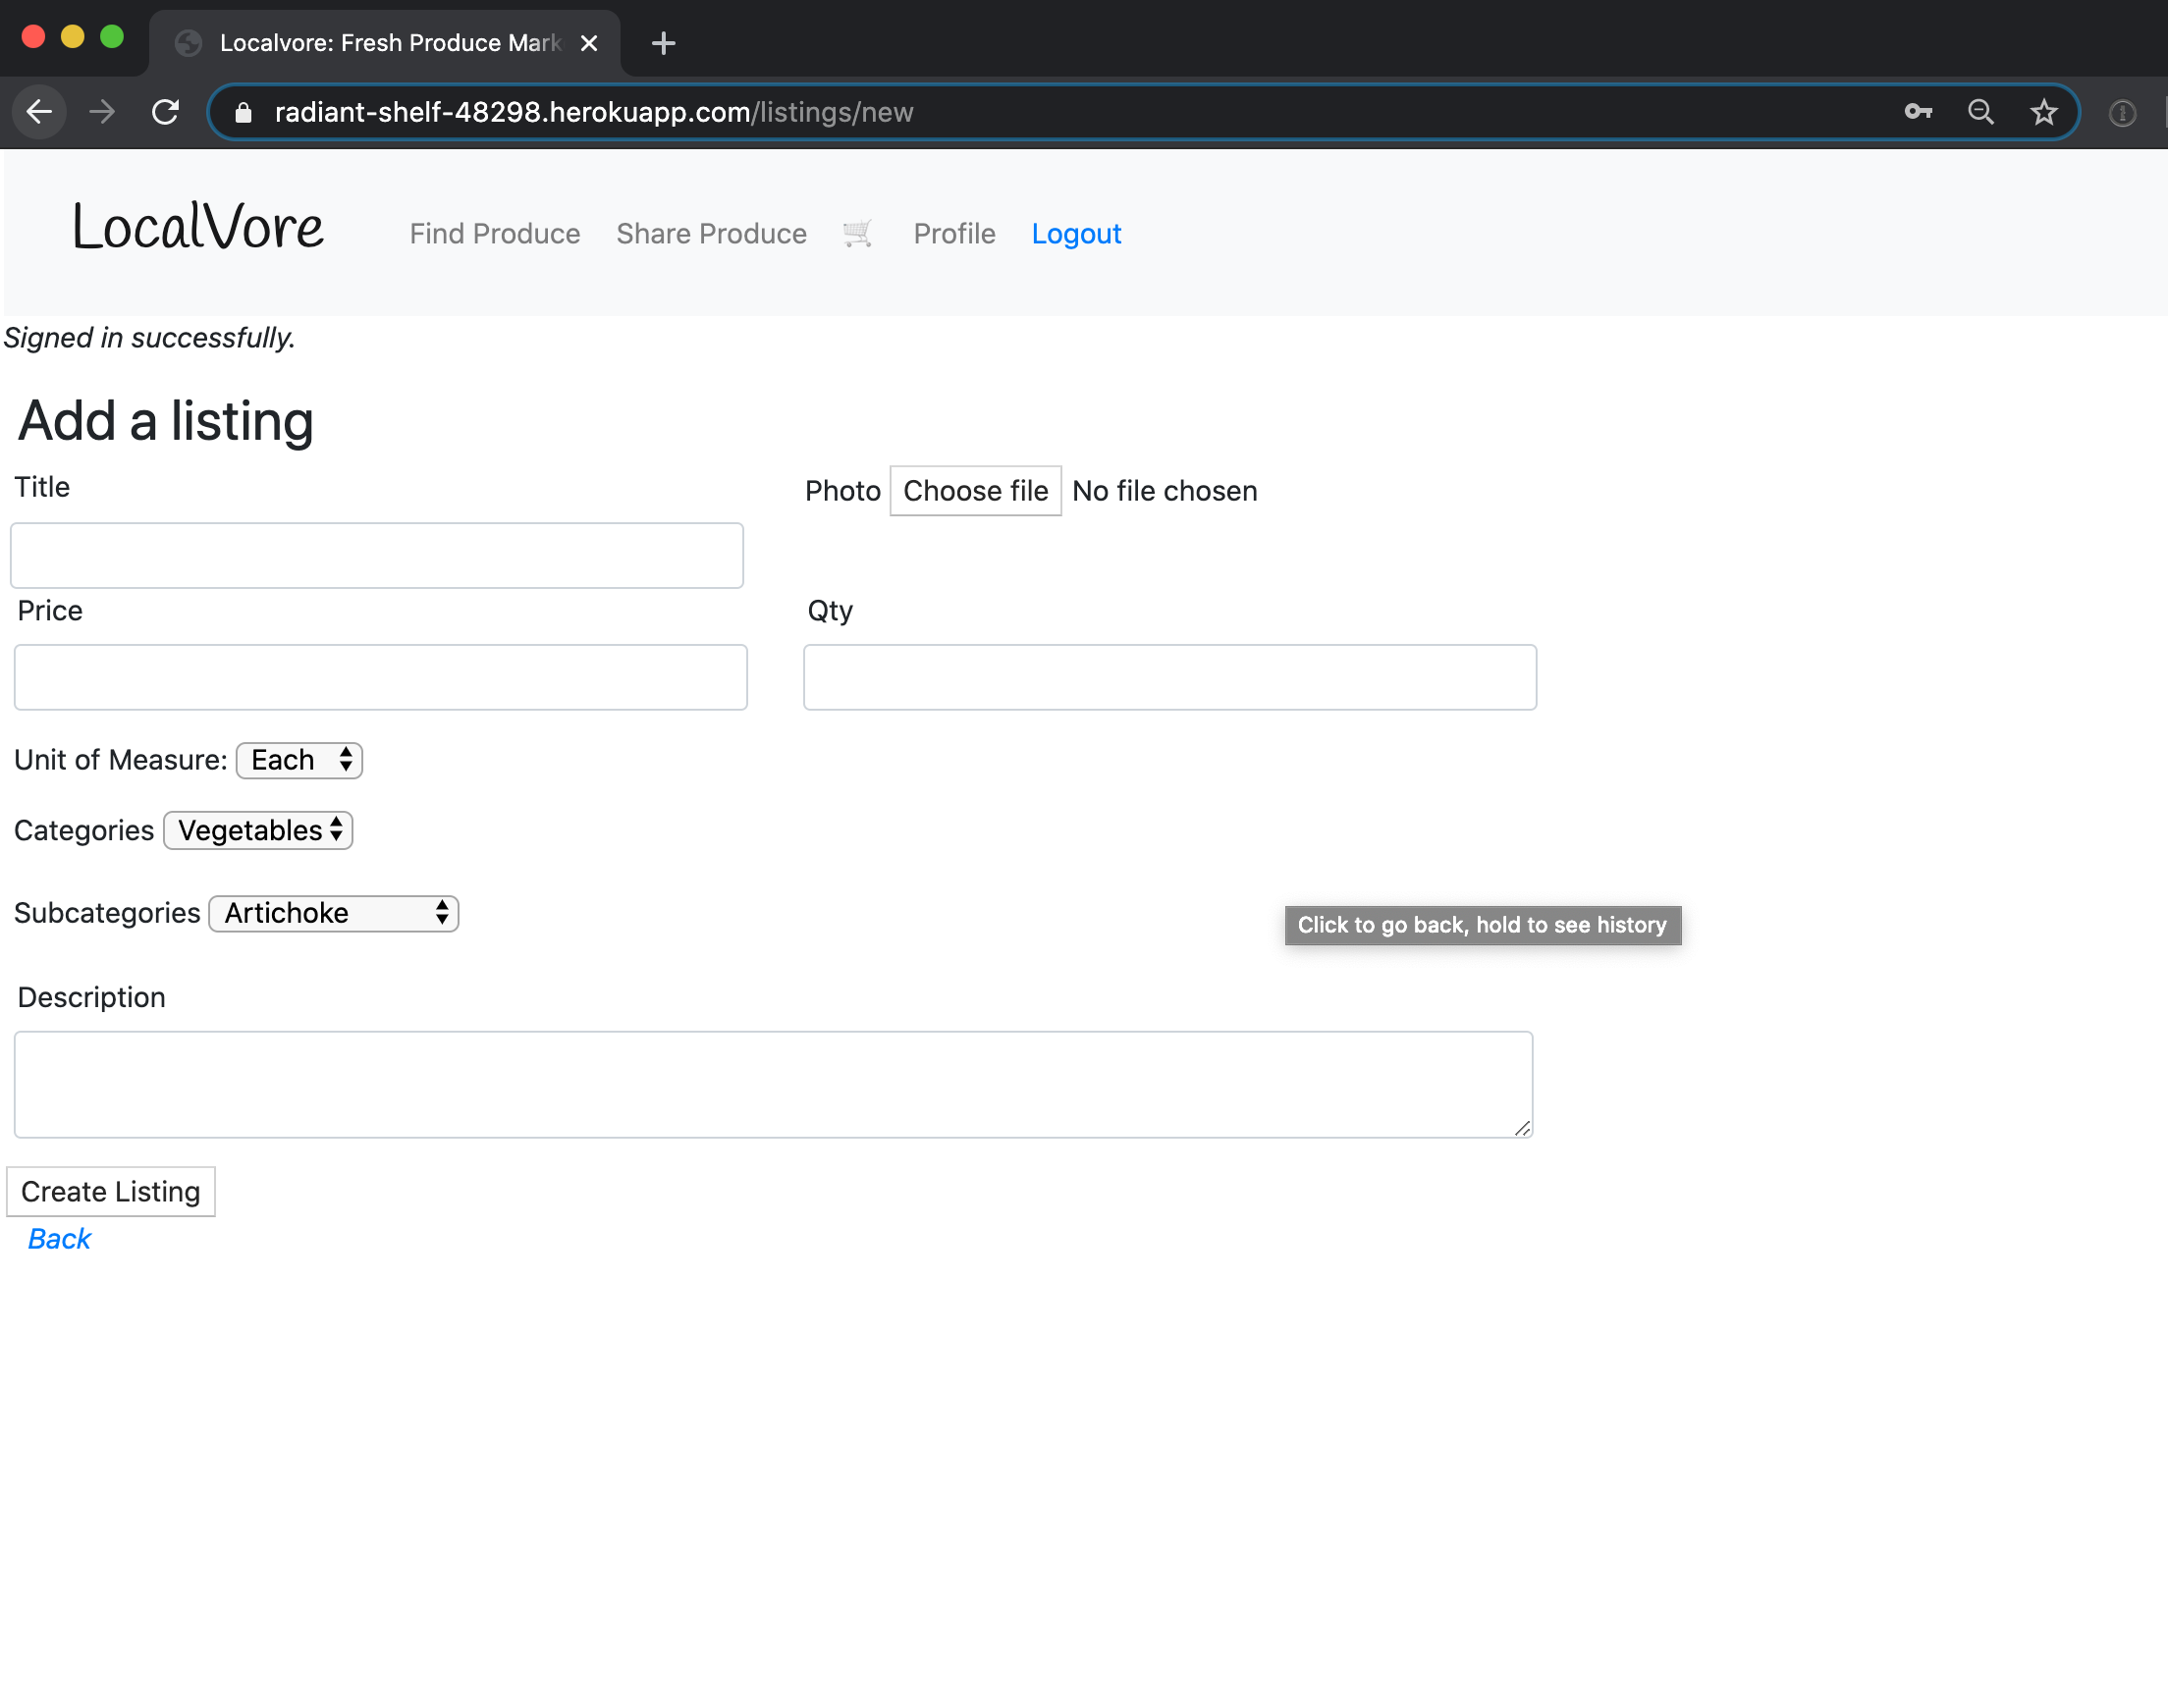 Localvore: Fresh Produce Mark
radiant-shelf-48298.herokuapp.com/listings/new
LocalVore Find Produce Share Produce Profile Logout
Signed in successfully.
Add a listing
Title
Photo Choose file No file chosen
Price Qty
Unit of Measure: Each
Categories Vegetables
Subcategories Artichoke
Click to go back, hold to see history
Description
Create Listing
Back